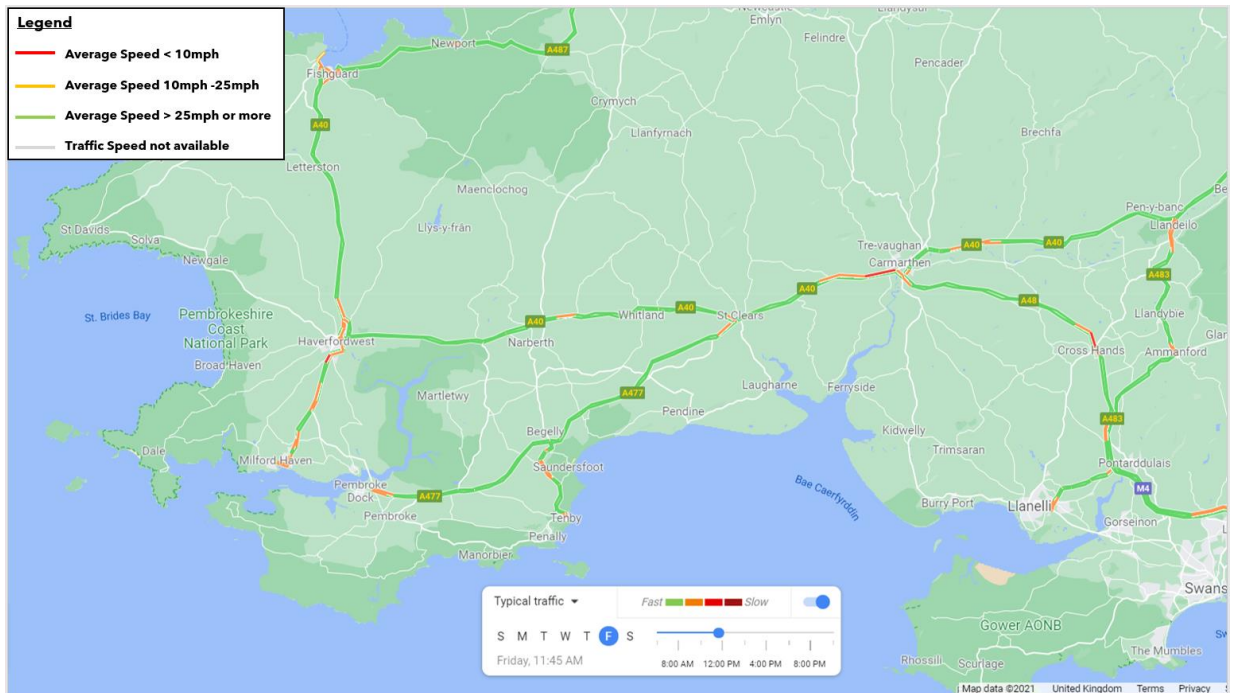 Legend
Average Speed < 10mph
Average Speed 10mph -25mph
Average Speed > 25mph or more
Traffic Speed not available
Newcastle
Emlyn
Llandysul
Felindre
Newport
A487
Pencader
Fishguard
Crymych
A40
Llanfyrnach
Brechfa
Letterston
Maenclochog
Pen-y-banc
Llandeilo
St Davids
Solva
Llys-y-frân
Tre-vaughan
A40
A40
Newgale
Carmarthen
A483
A40
A48
St. Brides Bay
Pembrokeshire
Coast
National Park
A40
A40
Whitland
St Clears
Llandybie
Haverfordwest
Narberth
Cross Hands
Ammanford
Broad Haven
Martletwy
A477
Laugharne
Ferryside
Pendine
A483
Begelly
Kidwelly
Dale
Milford Haven
Saundersfoot
Trimsaran
Pontarddulais
Pembroke
Dock
A477
Bae Caerfyrddin
M4
Pembroke
Tenby
Burry Port
Llanelli
Gorseinon
Penally
Manorbier
Swans
Typical traffic
Fast
Slow
S M T W T F S
Friday, 11:45 AM
8:00 AM 12:00 PM 4:00 PM 8:00 PM
Gower AONB
The Mumbles
Rhossili
Scurlage
Map data ©2021 United Kingdom Terms Privacy